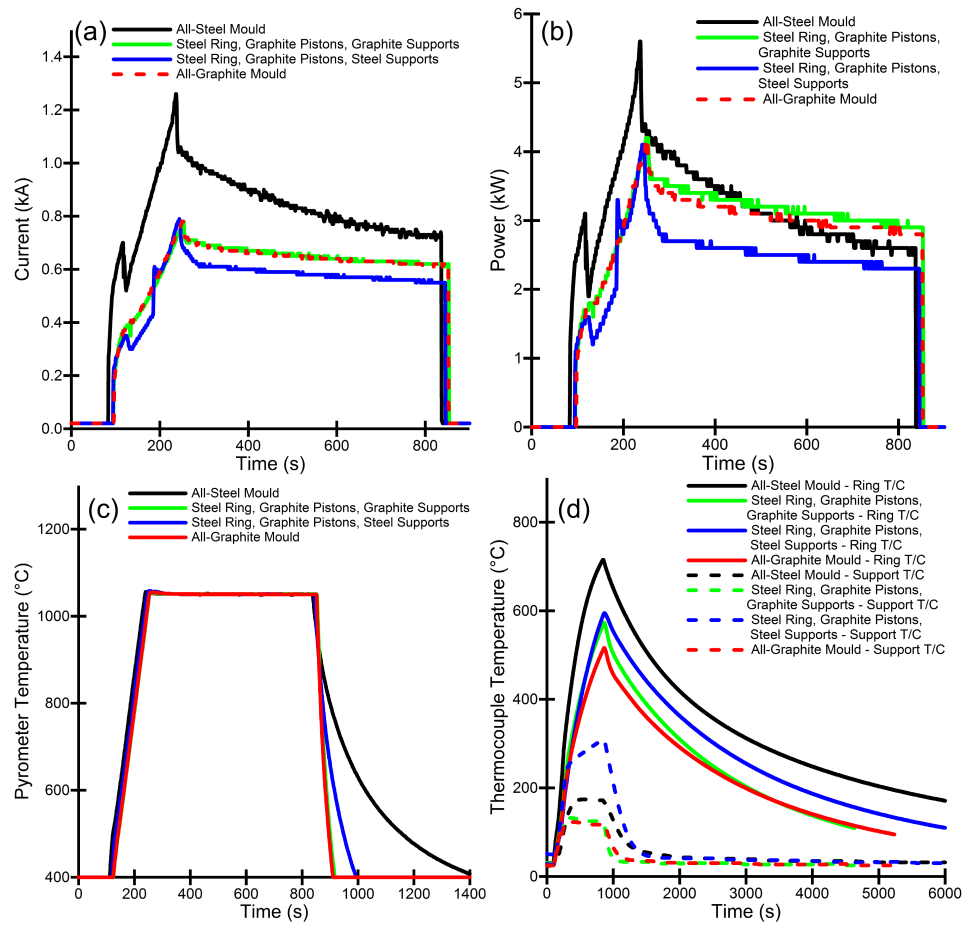 (a)
All-Steel Mould
Steel Ring, Graphite Pistons, Graphite Supports
Steel Ring, Graphite Pistons, Steel Supports
All-Graphite Mould
1.4
1.2
1.0
0.8
0.6
0.4
0.2
0.0
Current (kA)
0
200
400
600
800
Time (s)
(b)
All-Steel Mould
Steel Ring, Graphite Pistons,
Graphite Supports
Steel Ring, Graphite Pistons,
Steel Supports
All-Graphite Mould
6
5
4
3
2
1
0
Power (kW)
0
200
400
600
800
Time (s)
(c)
All-Steel Mould
Steel Ring, Graphite Pistons, Graphite Supports
Steel Ring, Graphite Pistons, Steel Supports
All-Graphite Mould
1200
1000
800
600
400
Pyrometer Temperature (°C)
0
200
400
600
800
1000
1200
1400
Time (s)
(d)
All-Steel Mould - Ring T/C
Steel Ring, Graphite Pistons,
Graphite Supports - Ring T/C
Steel Ring, Graphite Pistons,
Steel Supports - Ring T/C
All-Graphite Mould - Ring T/C
All-Steel Mould - Support T/C
Steel Ring, Graphite Pistons,
Graphite Supports - Support T/C
Steel Ring, Graphite Pistons,
Steel Supports - Support T/C
All-Graphite Mould - Support T/C
800
600
400
200
0
Thermocouple Temperature (°C)
0
1000
2000
3000
4000
5000
6000
Time (s)